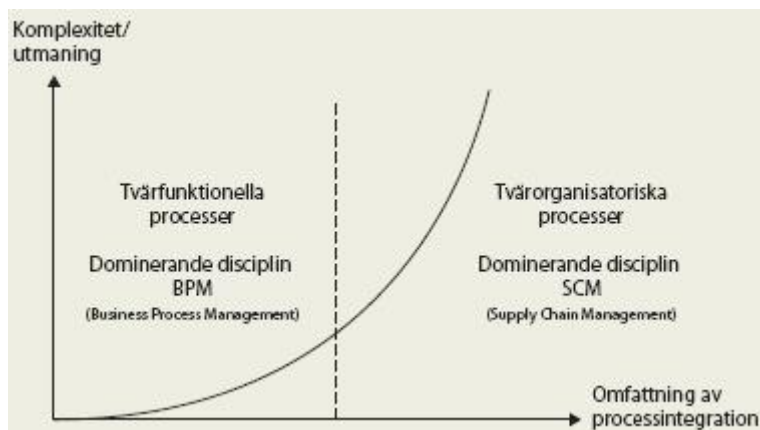 Komplexitet/
utmaning
Tvärfunktionella
processer
Dominerande disciplin
BPM
(Business Process Management)
Tvärorganisatoriska
processer
Dominerande disciplin
SCM
(Supply Chain Management)
Omfattning av
processintegration